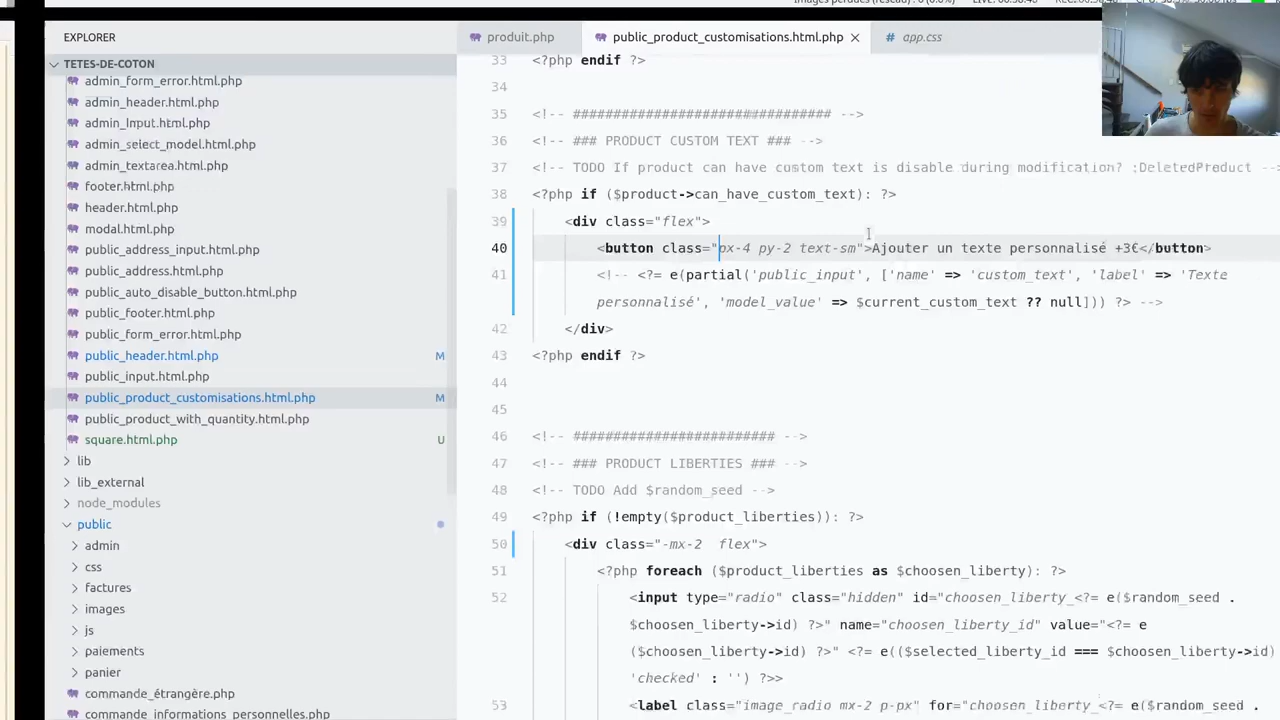 EXPLORER
produit.php
public_product_customisations.html.php
app.css
TETES-DE-COTON
admin_form_error.html.php
admin_header.html.php
admin_input.html.php
admin_select_model.html.php
admin_textarea.html.php
footer.html.php
header.html.php
modal.html.php
public_address_input.html.php
public_address.html.php
public_auto_disable_button.html.php
public_footer.html.php
public_form_error.html.php
public_header.html.php M
public_input.html.php
public_product_customisations.html.php M
public_product_with_quantity.html.php
square.html.php U
lib
lib_external
node_modules
public
admin
css
factures
images
js
paiements
panier
commande_étrangère.php
commande_informations_personnelles.php
33 <?php endif ?>
34
35 <!-- ################################ -->
36 <!-- ### PRODUCT CUSTOM TEXT ### -->
37 <!-- TODO If product can have custom text is disable during modification? :DeletedProduct -->
38 <?php if ($product->can_have_custom_text): ?>
39 <div class="flex">
40 <button class="px-4 py-2 text-sm">Ajouter un texte personnalisé +3€</button>
41 <!-- <?= e(partial('public_input', ['name' => 'custom_text', 'label' => 'Texte
personnalisé', 'model_value' => $current_custom_text ?? null])) ?> -->
42 </div>
43 <?php endif ?>
44
45
46 <!-- ######################### -->
47 <!-- ### PRODUCT LIBERTIES ### -->
48 <!-- TODO Add $random_seed -->
49 <?php if (!empty($product_liberties)): ?>
50 <div class="-mx-2  flex">
51 <?php foreach ($product_liberties as $choosen_liberty): ?>
52 <input type="radio" class="hidden" id="choosen_liberty_<?= e($random_seed .
$choosen_liberty->id) ?>" name="choosen_liberty_id" value="<?= e
($choosen_liberty->id) ?>" <?= e(($selected_liberty_id === $choosen_liberty->id)
'checked' : '') ?>>
53 <label class="image_radio mx-2 p-px" for="choosen_liberty_<?= e($random_seed .